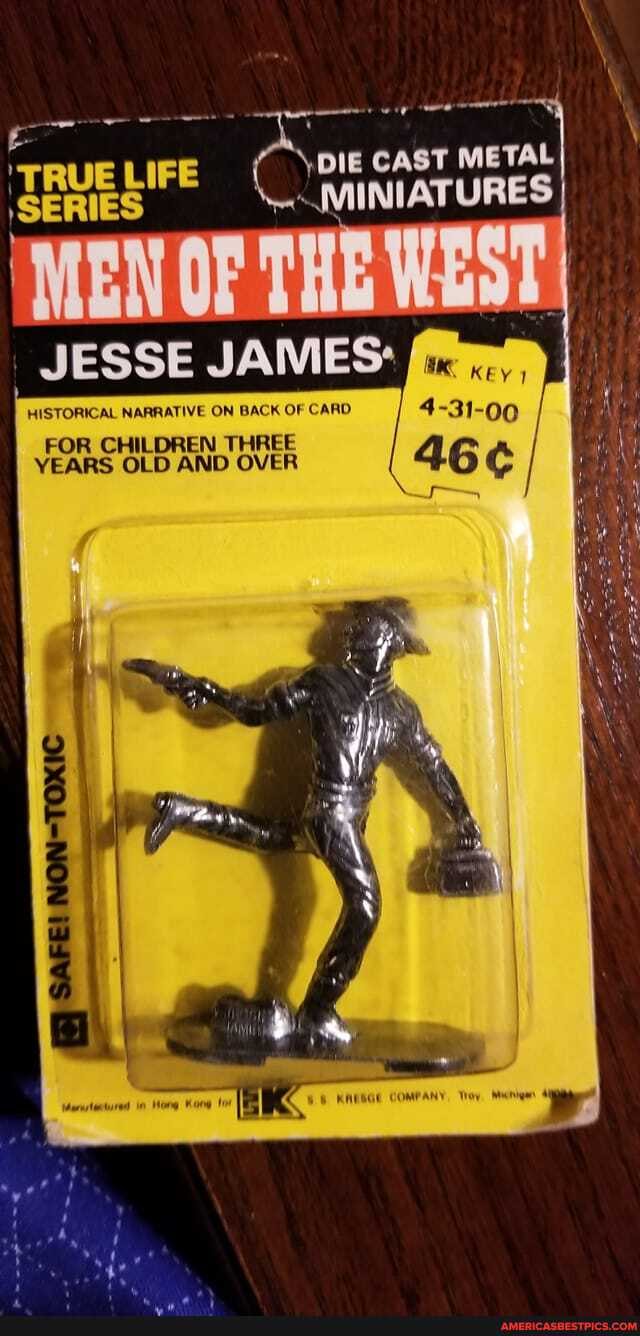 TRUE LIFE
SERIES
DIE CAST METAL
MINIATURES
MEN OF THE WEST
JESSE JAMES
K KEY 1
4-31-00
46¢
HISTORICAL NARRATIVE ON BACK OF CARD
FOR CHILDREN THREE
YEARS OLD AND OVER
SAFE! NON-TOXIC
JAMES
Manufactured in Hong Kong for K S S KRESGE COMPANY, Troy, Michigan 48084
AMERICASBESTPICS.COM